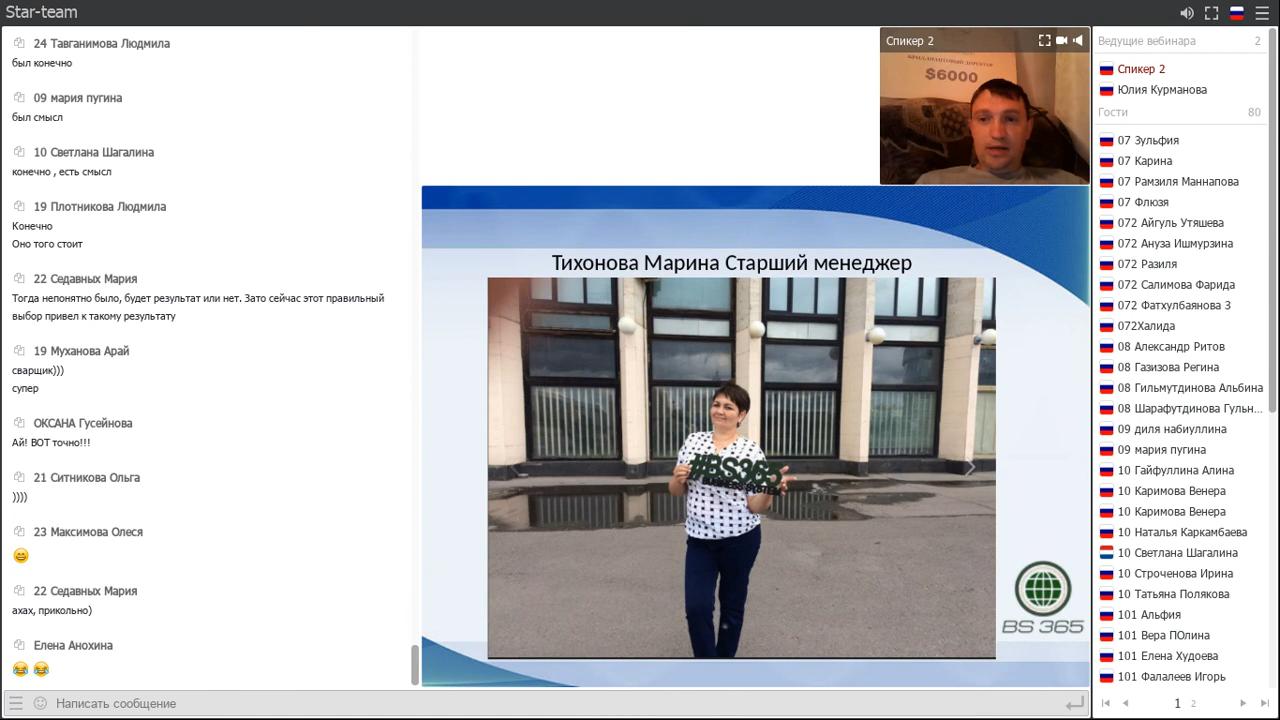 Star-team
24 Тавганимова Людмила
был конечно
09 мария пугина
был смысл
10 Светлана Шагалина
конечно , есть смысл
19 Плотникова Людмила
Конечно
Оно того стоит
22 Седавных Мария
Тогда непонятно было, будет результат или нет. Зато сейчас этот правильный
выбор привел к такому результату
19 Муханова Арай
сварщик)))
супер
ОКСАНА Гусейнова
Ай! ВОТ точно!!!
21 Ситникова Ольга
))))
23 Максимова Олеся
22 Седавных Мария
ахах, прикольно)
Елена Анохина
Написать сообщение
Спикер 2
$6000
Тихонова Марина Старший менеджер
#BS365
BS 365
Ведущие вебинара 2
Спикер 2
Юлия Курманова
Гости 80
07 Зульфия
07 Карина
07 Рамзиля Маннапова
07 Флюзя
072 Айгуль Утяшева
072 Ануза Ишмурзина
072 Разиля
072 Салимова Фарида
072 Фатхулбаянова З
072Халида
08 Александр Ритов
08 Газизова Регина
08 Гильмутдинова Альбина
08 Шарафутдинова Гульн...
09 диля набиуллина
09 мария пугина
10 Гайфуллина Алина
10 Каримова Венера
10 Каримова Венера
10 Наталья Каркамбаева
10 Светлана Шагалина
10 Строченова Ирина
10 Татьяна Полякова
101 Альфия
101 Вера ПОлина
101 Елена Худоева
101 Фалалеев Игорь
1 2